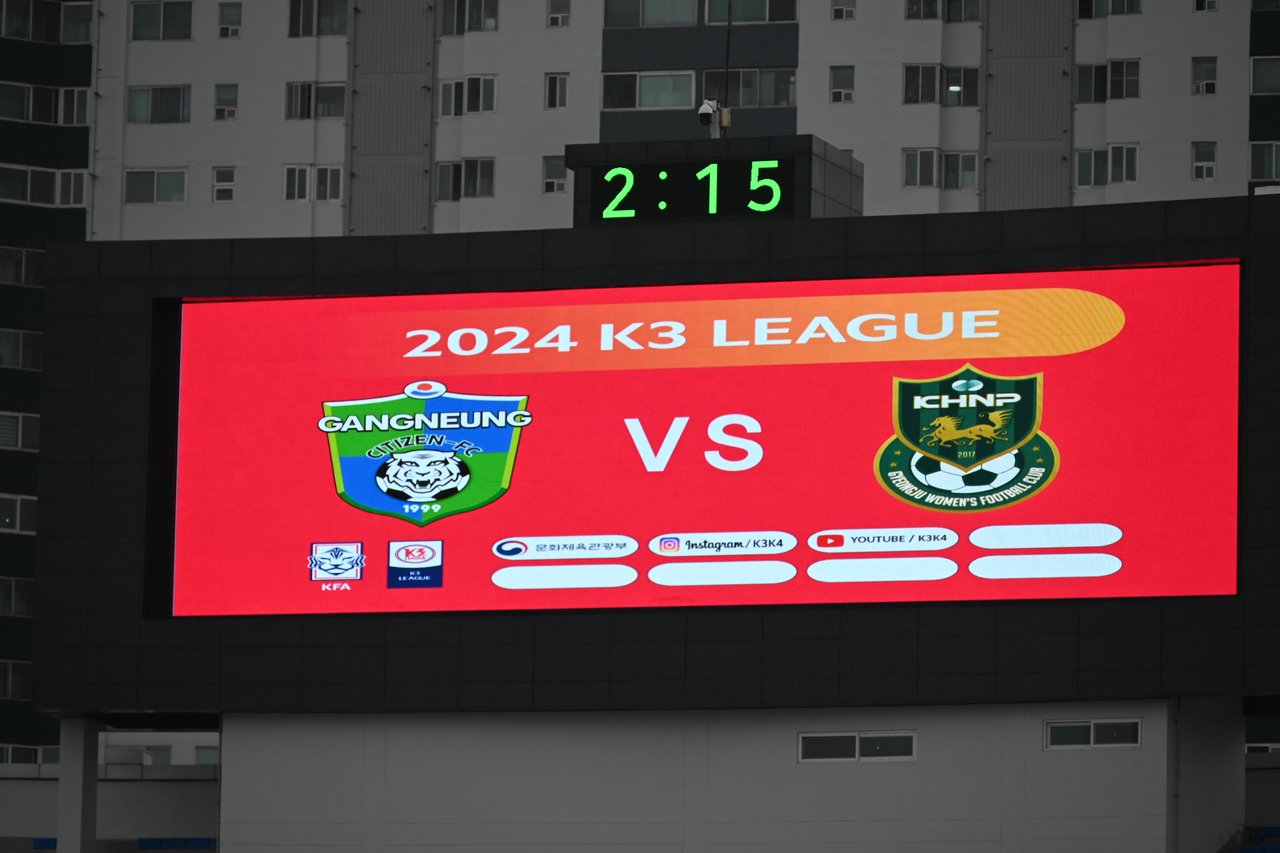 2:15
2024 K3 LEAGUE
GANGNEUNG
CITIZEN-FC
1999
VS
KHNP
2017
GYEONGJU WOMEN'S FOOTBALL CLUB
KFA
K3
K3
LEAGUE
문화체육관광부
Instagram/K3K4
YOUTUBE / K3K4